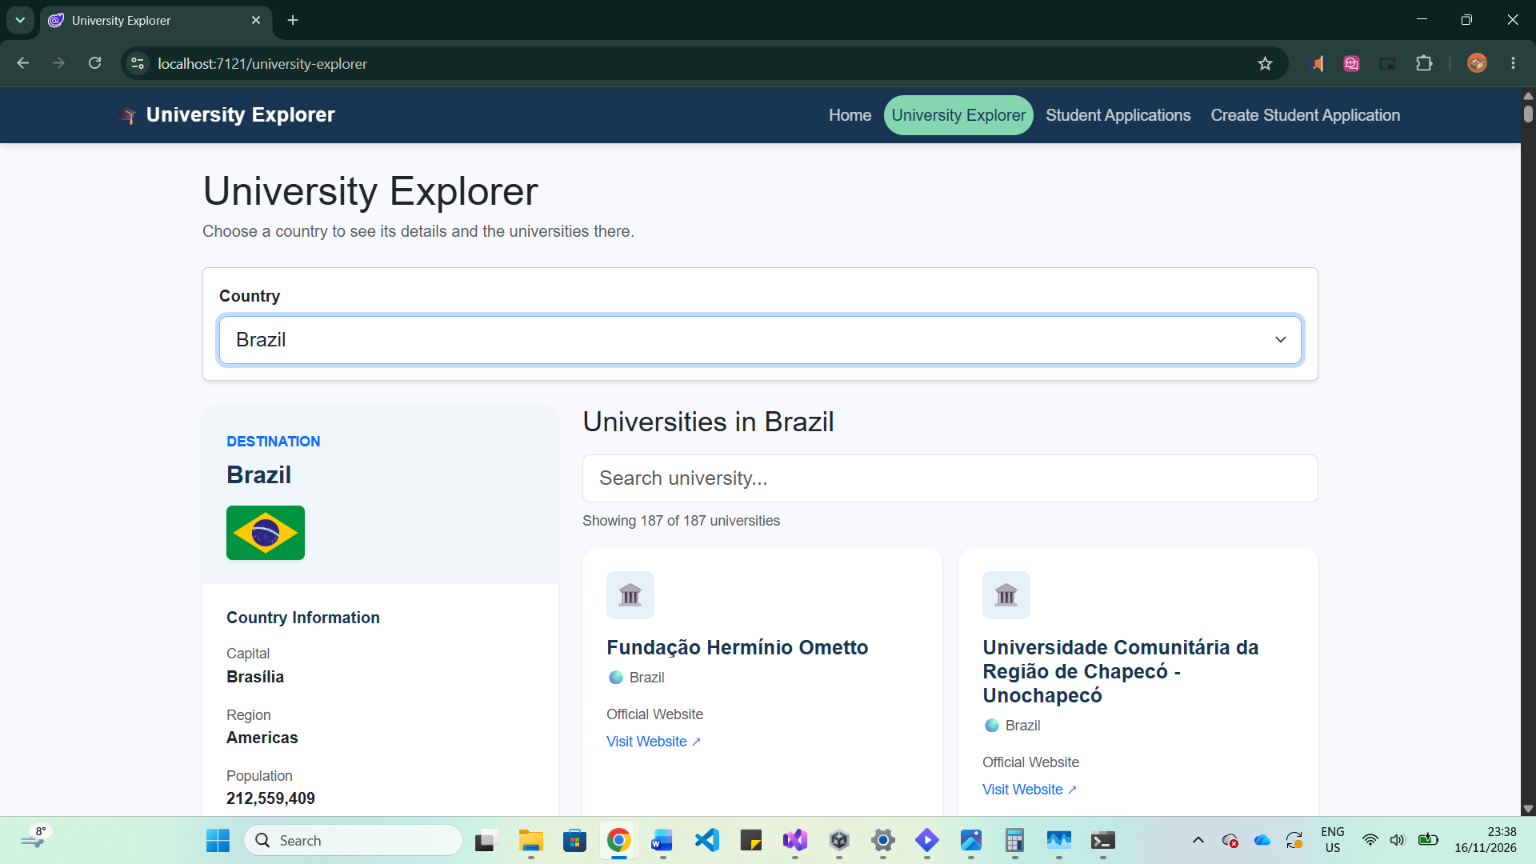 University Explorer
localhost:7121/university-explorer
University Explorer
Home
University Explorer
Student Applications
Create Student Application
University Explorer
Choose a country to see its details and the universities there.
Country
Brazil
DESTINATION
Brazil
Country Information
Capital
Brasília
Region
Americas
Population
212,559,409
Universities in Brazil
Search university...
Showing 187 of 187 universities
Fundação Hermínio Ometto
Brazil
Official Website
Visit Website ↗
Universidade Comunitária da
Região de Chapecó -
Unochapecó
Brazil
Official Website
Visit Website ↗
8°
Search
ENG
US
23:38
16/11/2026